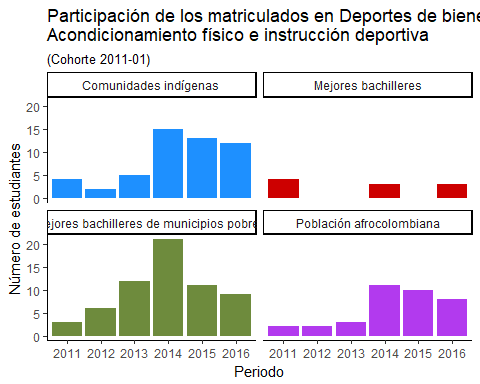 Participación de los matriculados en Deportes de biene
Acondicionamiento físico e instrucción deportiva
(Cohorte 2011-01)
Comunidades indígenas
Mejores bachilleres
20
15
10
5
0
ejores bachilleres de municipios pobre
Población afrocolombiana
20
15
10
5
0
Número de estudiantes
2011 2012 2013 2014 2015 2016
2011 2012 2013 2014 2015 2016
Periodo